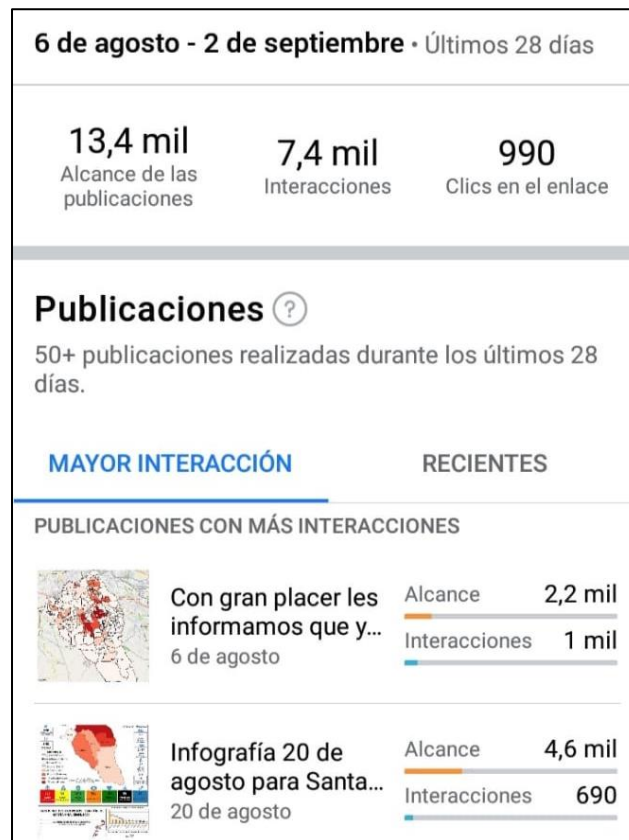 6 de agosto - 2 de septiembre • Últimos 28 días
13,4 mil
Alcance de las
publicaciones
7,4 mil
Interacciones
990
Clics en el enlace
Publicaciones ?
50+ publicaciones realizadas durante los últimos 28
días.
MAYOR INTERACCIÓN
RECIENTES
PUBLICACIONES CON MÁS INTERACCIONES
Con gran placer les
informamos que y...
6 de agosto
Alcance 2,2 mil
Interacciones 1 mil
Infografía 20 de
agosto para Santa...
20 de agosto
Alcance 4,6 mil
Interacciones 690